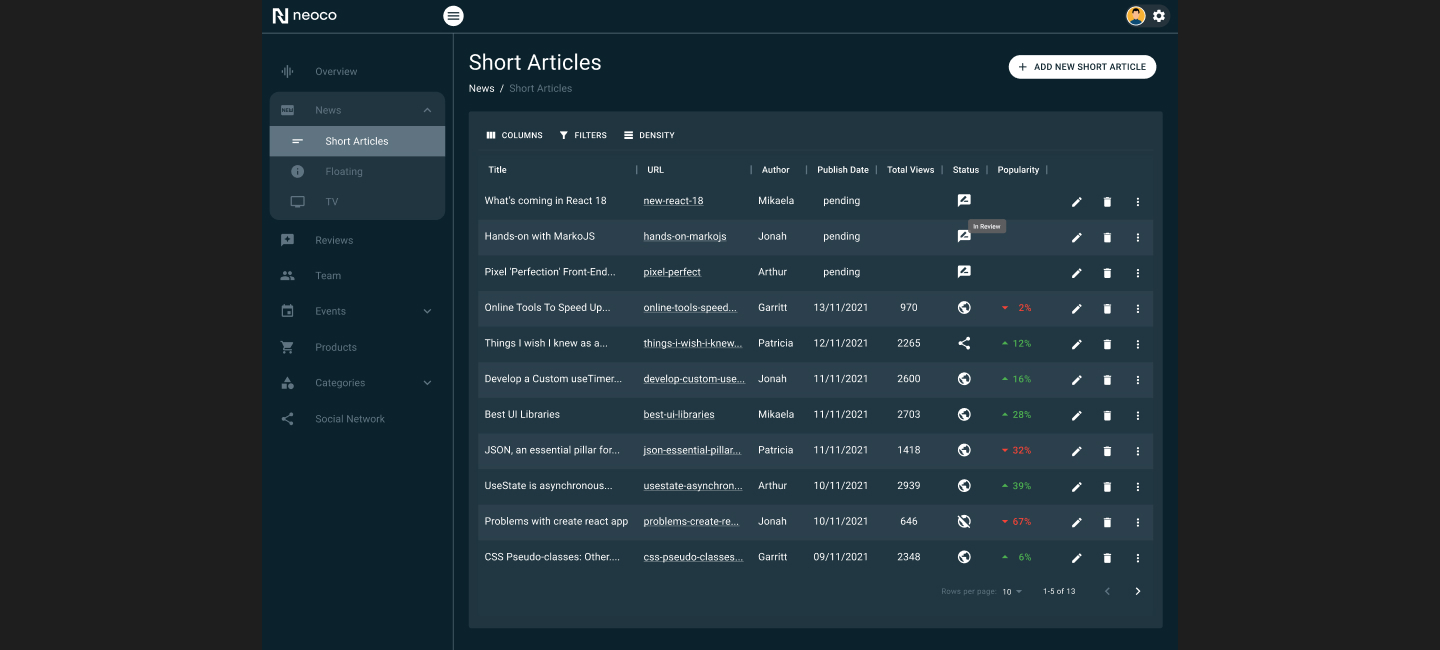 neoco
Overview
News
Short Articles
Floating
TV
Reviews
Team
Events
Products
Categories
Social Network
Short Articles
News / Short Articles
ADD NEW SHORT ARTICLE
COLUMNS FILTERS DENSITY
Title URL Author Publish Date Total Views Status Popularity
What's coming in React 18 new-react-18 Mikaela pending
In Review
Hands-on with MarkoJS hands-on-markojs Jonah pending
Pixel 'Perfection' Front-End... pixel-perfect Arthur pending
Online Tools To Speed Up... online-tools-speed... Garritt 13/11/2021 970 2%
Things I wish I knew as a... things-i-wish-i-knew... Patricia 12/11/2021 2265 12%
Develop a Custom useTimer... develop-custom-use... Jonah 11/11/2021 2600 16%
Best UI Libraries best-ui-libraries Mikaela 11/11/2021 2703 28%
JSON, an essential pillar for... json-essential-pillar... Patricia 11/11/2021 1418 32%
UseState is asynchronous... usestate-asynchron... Arthur 10/11/2021 2939 39%
Problems with create react app problems-create-re... Jonah 10/11/2021 646 67%
CSS Pseudo-classes: Other.... css-pseudo-classes... Garritt 09/11/2021 2348 6%
Rows per page: 10 1-5 of 13